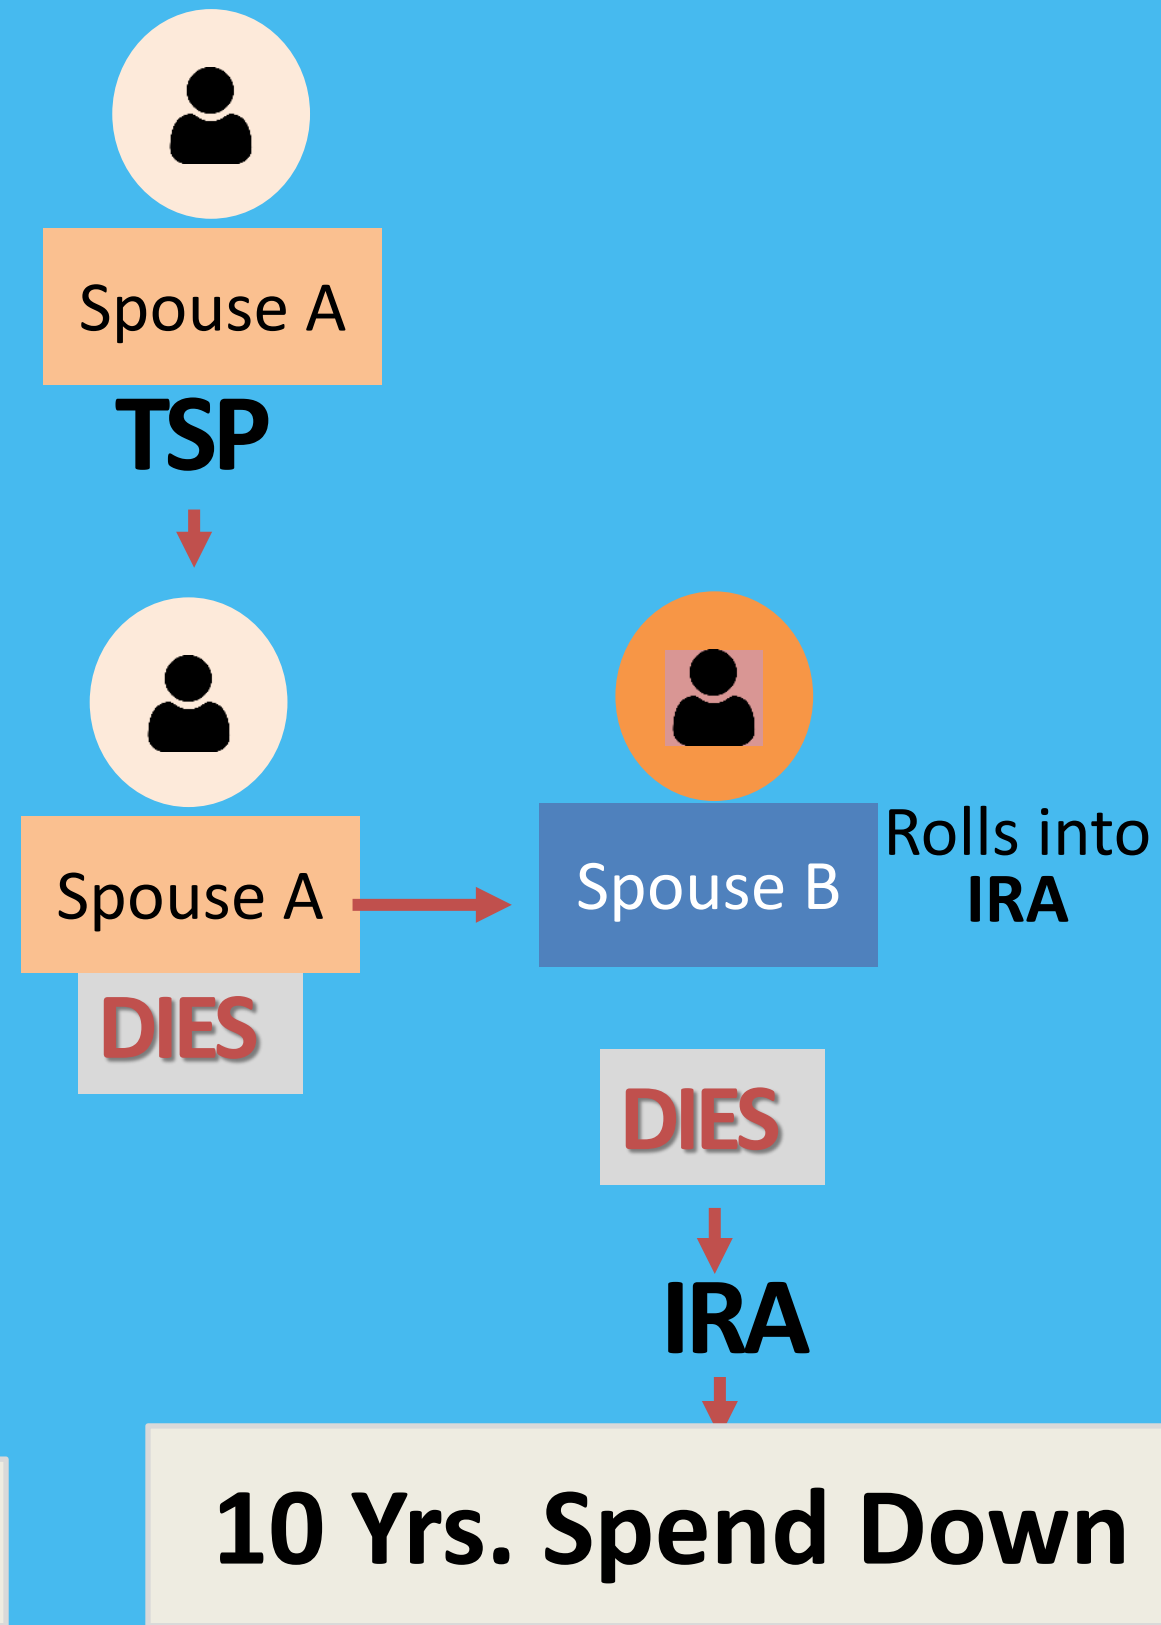 Spouse A
TSP
Spouse A
DIES
Spouse B
Rolls into
IRA
DIES
IRA
10 Yrs. Spend Down